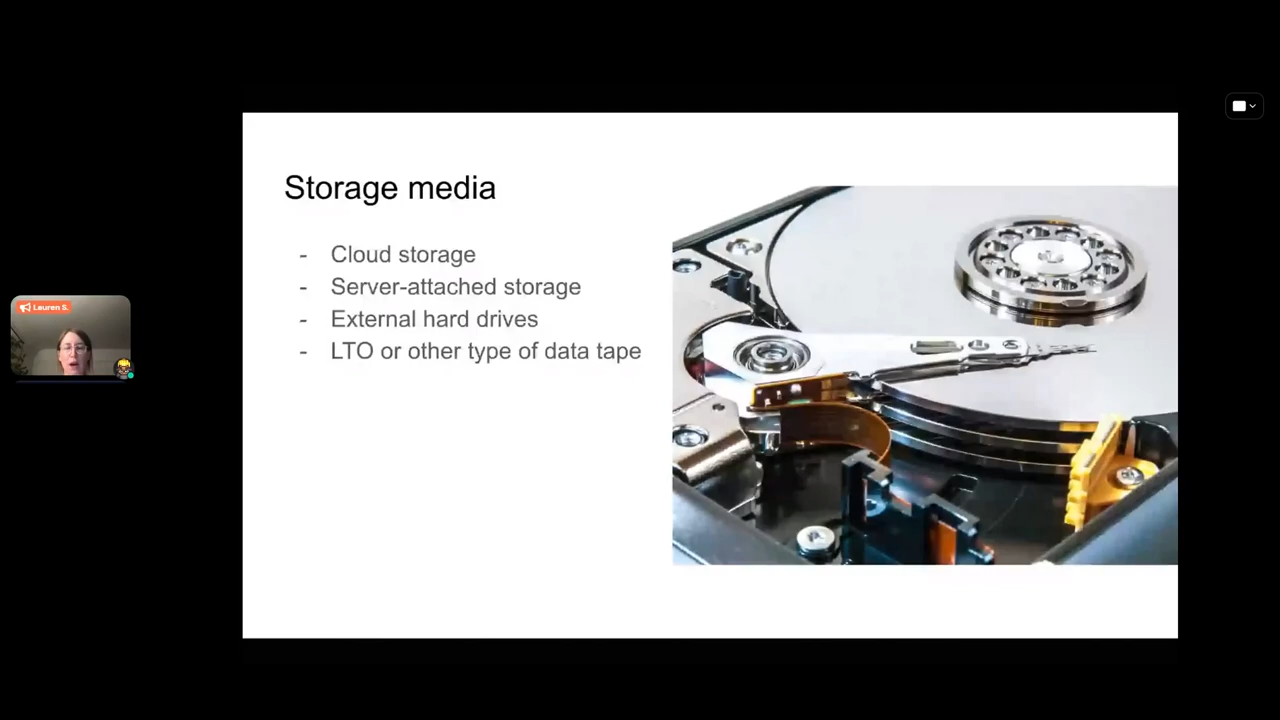 Storage media
- Cloud storage
- Server-attached storage
- External hard drives
- LTO or other type of data tape
Lauren S.